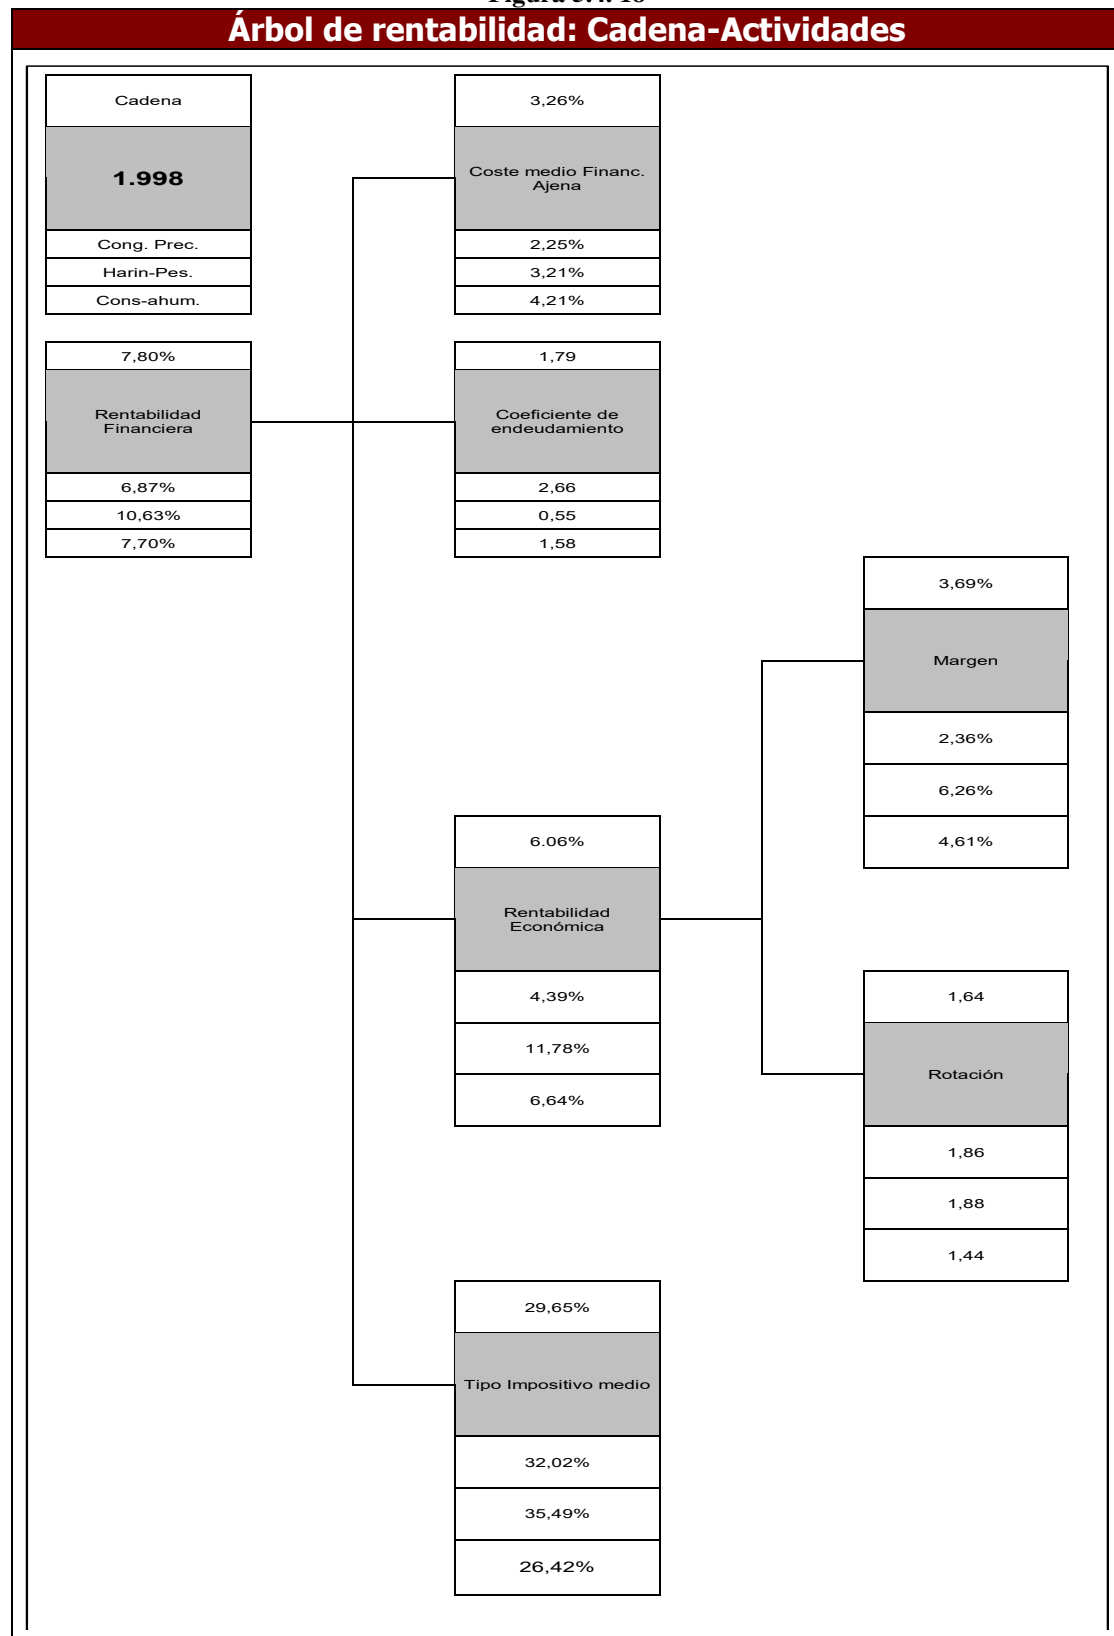 Árbol de rentabilidad: Cadena-Actividades
Cadena
1.998
Cong. Prec.
Harin-Pes.
Cons-ahum.
3,26%
Coste medio Financ.
Ajena
2,25%
3,21%
4,21%
7,80%
Rentabilidad
Financiera
6,87%
10,63%
7,70%
1,79
Coeficiente de
endeudamiento
2,66
0,55
1,58
3,69%
Margen
2,36%
6,26%
4,61%
6.06%
Rentabilidad
Económica
4,39%
11,78%
6,64%
1,64
Rotación
1,86
1,88
1,44
29,65%
Tipo Impositivo medio
32,02%
35,49%
26,42%